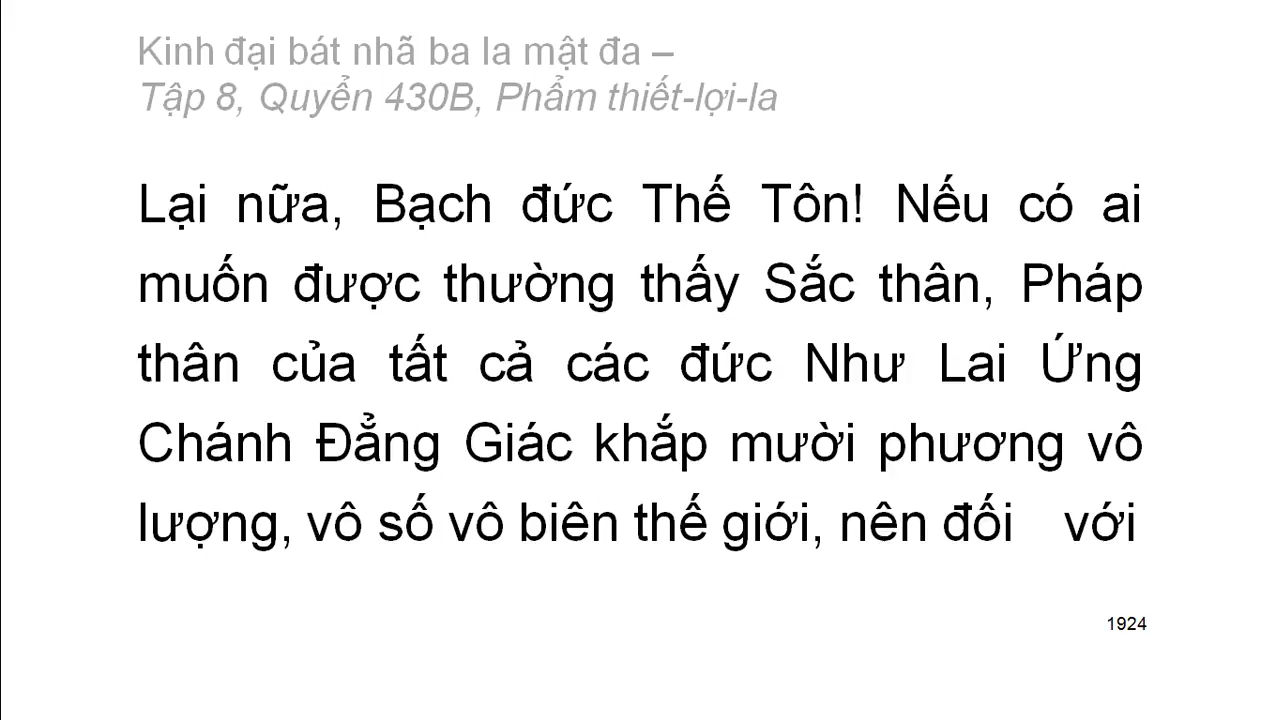 Kinh đại bát nhã ba la mật đa –
Tập 8, Quyển 430B, Phẩm thiết-lợi-la
Lại nữa, Bạch đức Thế Tôn! Nếu có ai
muốn được thường thấy Sắc thân, Pháp
thân của tất cả các đức Như Lai Ứng
Chánh Đẳng Giác khắp mười phương vô
lượng, vô số vô biên thế giới, nên đối với
1924